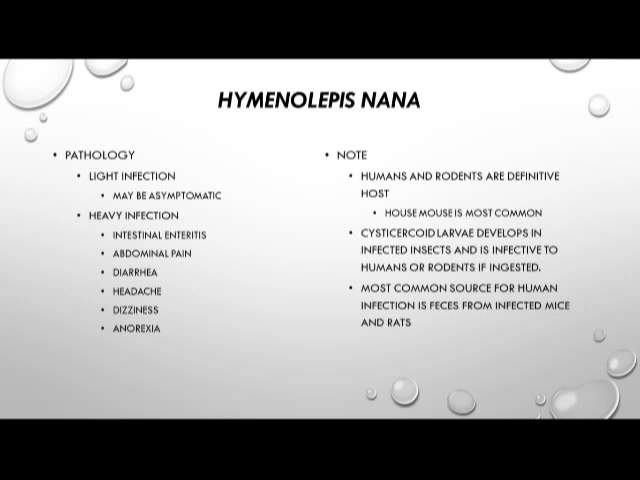 HYMENOLEPIS NANA
• PATHOLOGY
• LIGHT INFECTION
• MAY BE ASYMPTOMATIC
• HEAVY INFECTION
• INTESTINAL ENTERITIS
• ABDOMINAL PAIN
• DIARRHEA
• HEADACHE
• DIZZINESS
• ANOREXIA
• NOTE
• HUMANS AND RODENTS ARE DEFINITIVE
HOST
• HOUSE MOUSE IS MOST COMMON
• CYSTICERCOID LARVAE DEVELOPS IN
INFECTED INSECTS AND IS INFECTIVE TO
HUMANS OR RODENTS IF INGESTED.
• MOST COMMON SOURCE FOR HUMAN
INFECTION IS FECES FROM INFECTED MICE
AND RATS